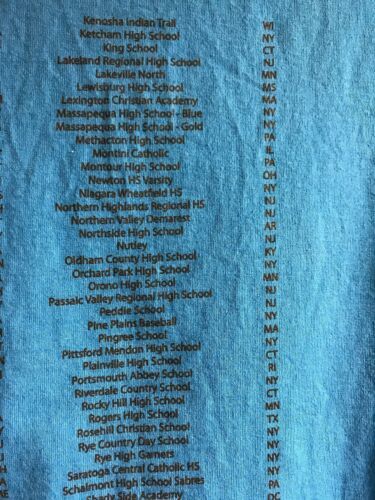 Kenosha Indian Trail WI
Ketcham High School NY
King School CT
Lakeland Regional High School NJ
Lakeville North MN
Lewisburg High School MS
Lexington Christian Academy MA
Massapequa High School - Blue NY
Massapequa High School - Gold NY
Methacton High School PA
Montini Catholic IL
Montour High School PA
Newton HS Varsity OH
Niagara Wheatfield HS NY
Northern Highlands Regional HS NJ
Northern Valley Demarest NJ
Northside High School AR
Nutley NJ
Oldham County High School KY
Orchard Park High School NY
Orono High School MN
Passaic Valley Regional High School NJ
Peddie School NJ
Pine Plains Baseball NY
Pingree School MA
Pittsford Mendon High School NY
Plainville High School CT
Portsmouth Abbey School RI
Riverdale Country School NY
Rocky Hill High School CT
Rogers High School MN
Rosehill Christian School TX
Rye Country Day School NY
Rye High Garners NY
Saratoga Central Catholic HS NY
Schalmont High School Sabres NY
Shady Side Academy PA
DC